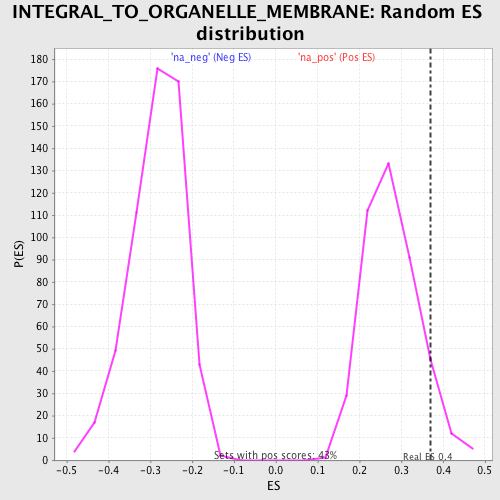 INTEGRAL_TO_ORGANELLE_MEMBRANE: Random ES
distribution
'na_neg' (Neg ES) 'na_pos' (Pos ES)
P(ES)
180
170
160
150
140
130
120
110
100
90
80
70
60
50
40
30
20
10
0
Sets with pos scores: 43%
Real ES 0.4
-0.5 -0.4 -0.3 -0.2 -0.1 0.0 0.1 0.2 0.3 0.4 0.5
ES